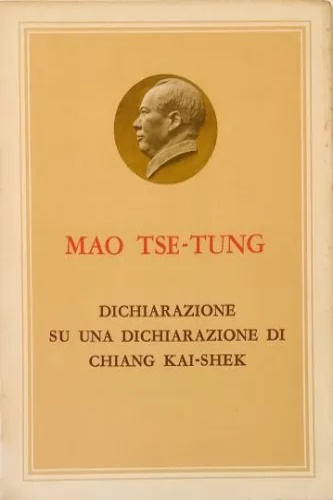 MAO TSE-TUNG
DICHIARAZIONE
SU UNA DICHIARAZIONE DI
CHIANG KAI-SHEK